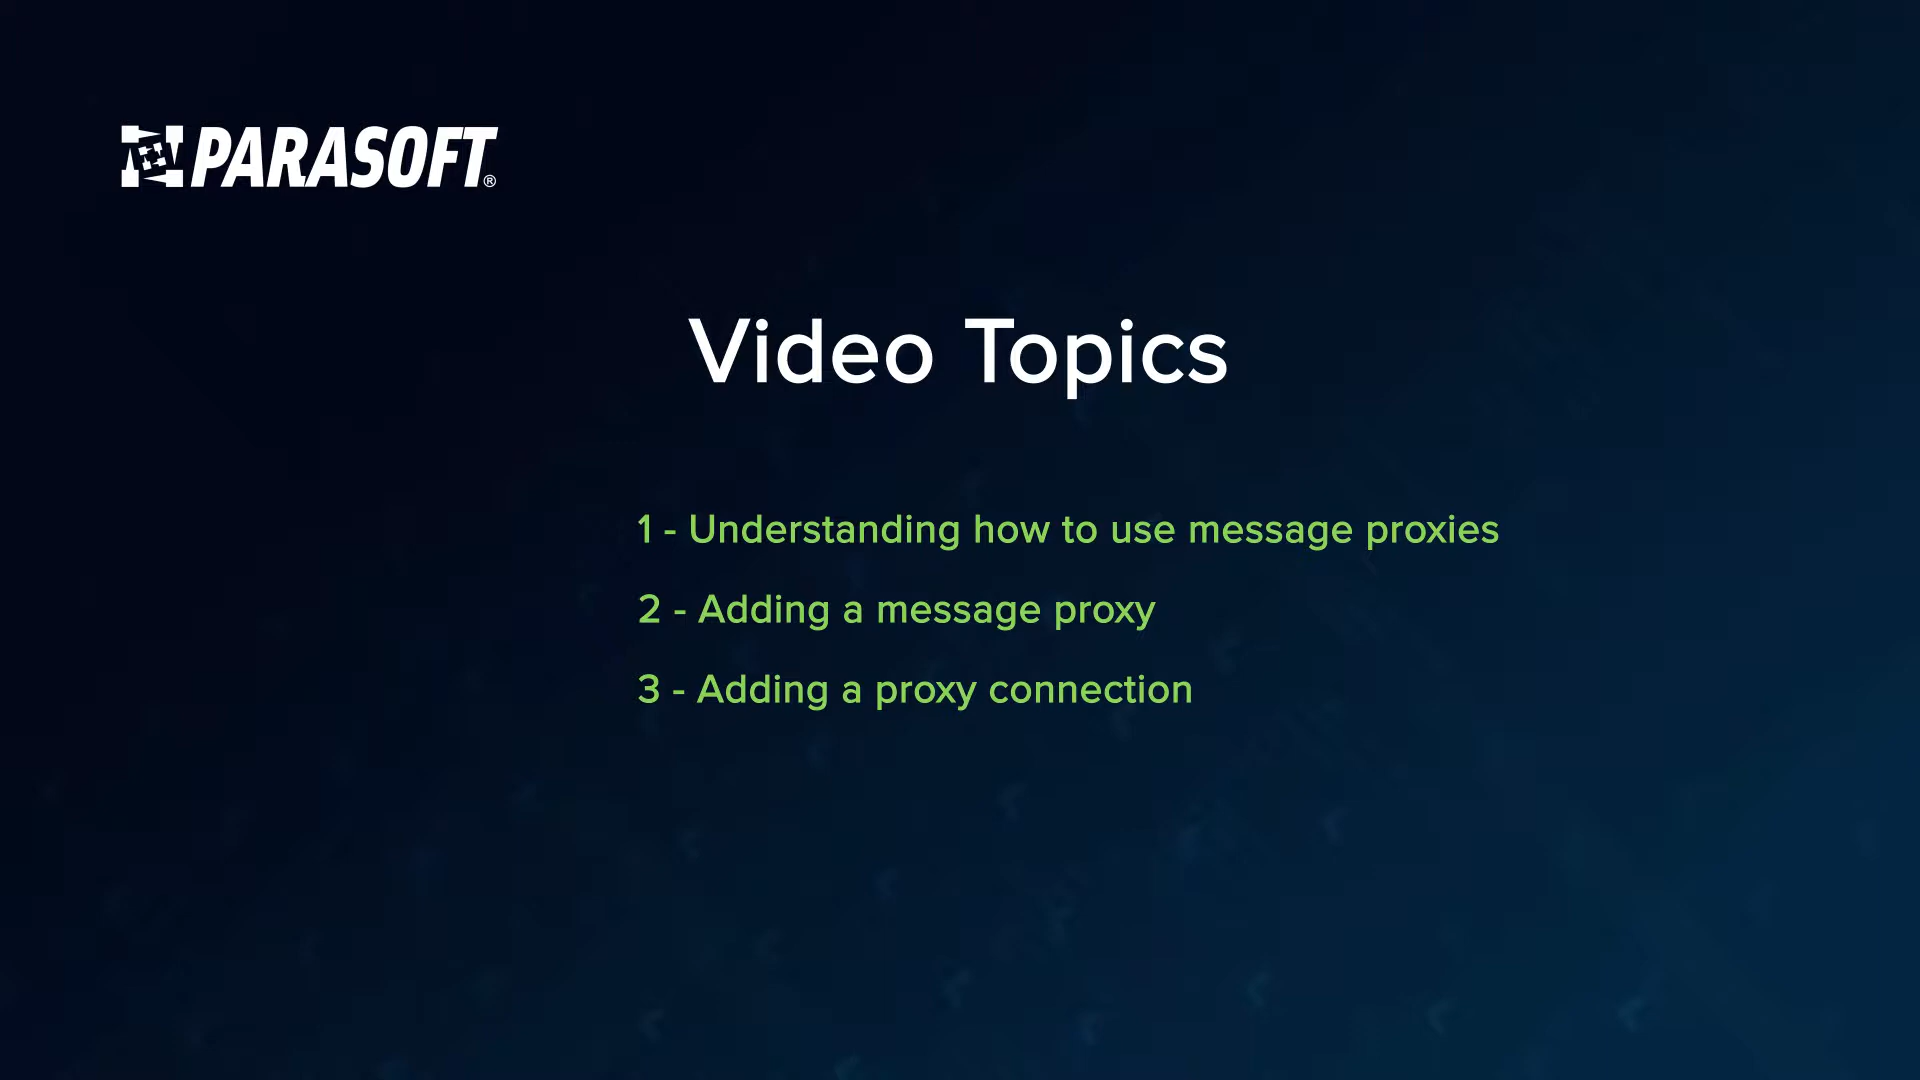 PARASOFT®
Video Topics
1 - Understanding how to use message proxies
2 - Adding a message proxy
3 - Adding a proxy connection